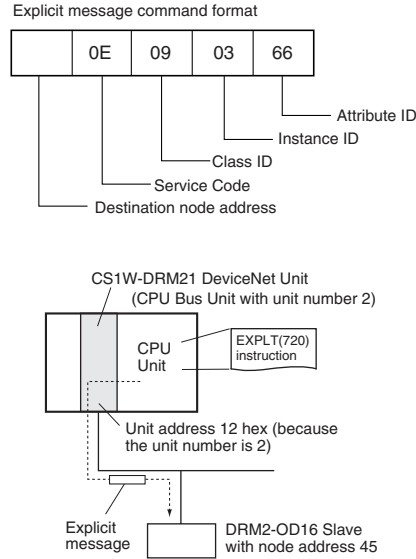 Explicit message command format
0E 09 03 66
Attribute ID
Instance ID
Class ID
Service Code
Destination node address
CS1W-DRM21 DeviceNet Unit
(CPU Bus Unit with unit number 2)
CPU
Unit
EXPLT(720)
instruction
Unit address 12 hex (because
the unit number is 2)
Explicit
message
DRM2-OD16 Slave
with node address 45